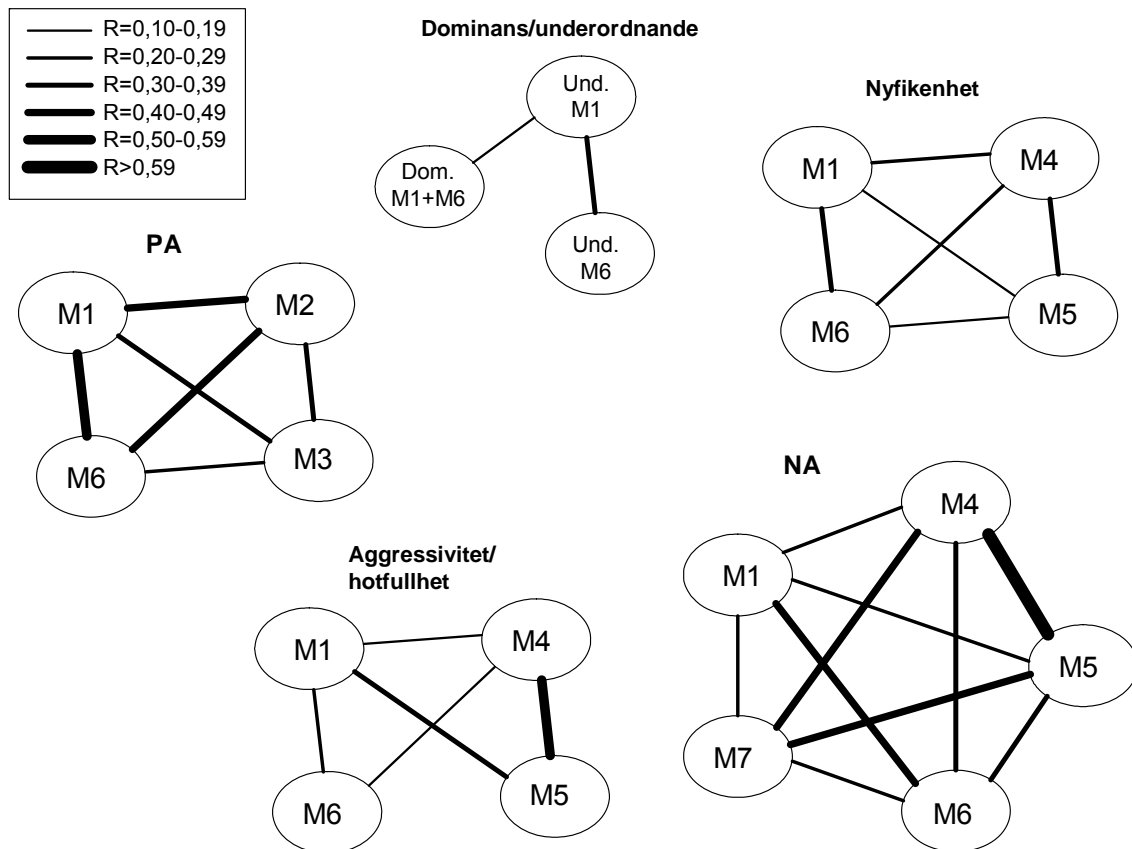 R=0,10-0,19
R=0,20-0,29
R=0,30-0,39
R=0,40-0,49
R=0,50-0,59
R>0,59
Dominans/underordnande
Und.
M1
Dom.
M1+M6
Und.
M6
Nyfikenhet
M1
M4
M6
M5
PA
M1
M2
M6
M3
Aggressivitet/
hotfullhet
M1
M4
M6
M5
NA
M4
M1
M5
M7
M6